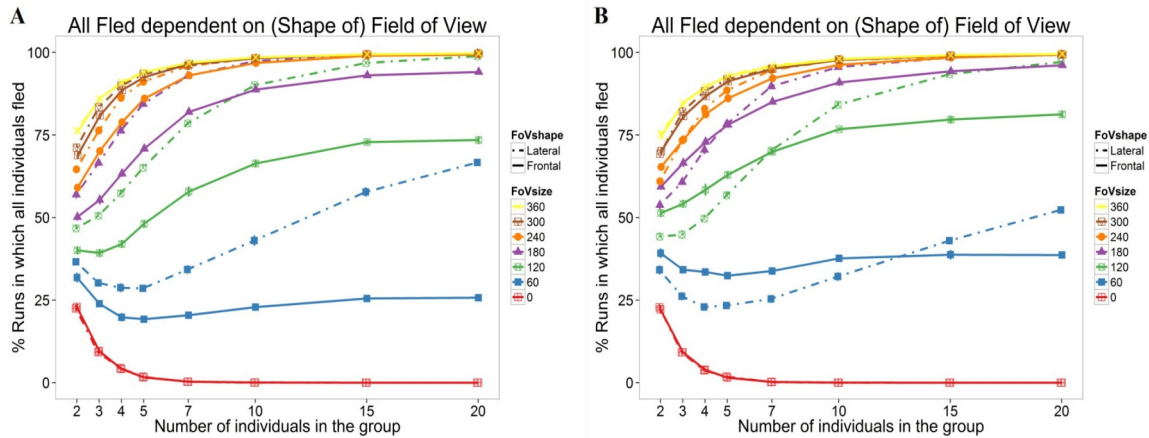 A
All Fled dependent on (Shape of) Field of View
% Runs in which all individuals fled
100
75
50
25
0
2 3 4 5 7 10 15 20
Number of individuals in the group
FoVshape
Lateral
Frontal
FoVsize
360
300
240
180
120
60
0
B
All Fled dependent on (Shape of) Field of View
% Runs in which all individuals fled
100
75
50
25
0
2 3 4 5 7 10 15 20
Number of individuals in the group
FoVshape
Lateral
Frontal
FoVsize
360
300
240
180
120
60
0